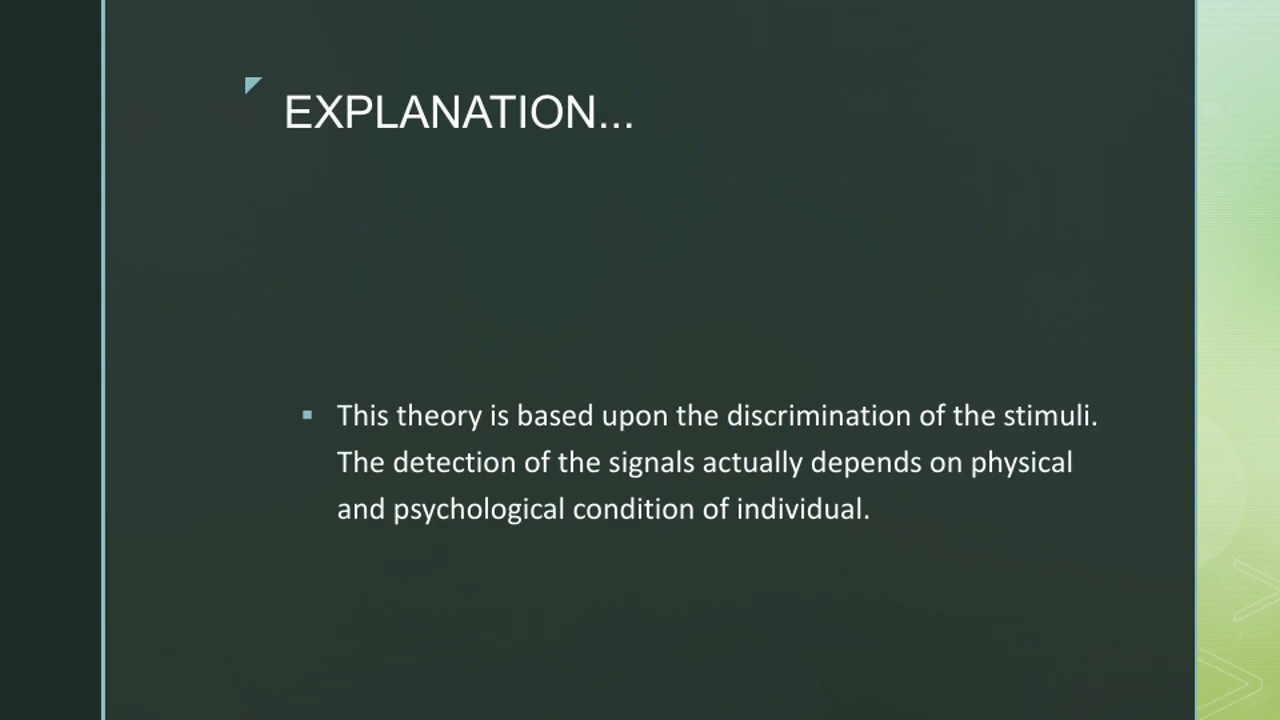 EXPLANATION...
This theory is based upon the discrimination of the stimuli.
The detection of the signals actually depends on physical
and psychological condition of individual.